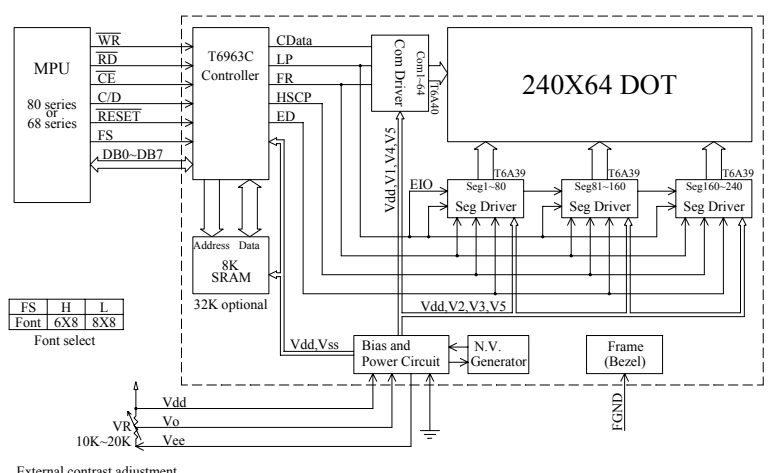 MPU
80 series
or
68 series
WR
RD
CE
C/D
RESET
FS
DB0~DB7
T6963C
Controller
CData
LP
FR
HSCP
ED
Com Driver
Com1~64
T6A40
240X64 DOT
Vdd,V1,V4,V5
EIO
T6A39
Seg1~80
Seg Driver
T6A39
Seg81~160
Seg Driver
T6A39
Seg160~240
Seg Driver
Address Data
8K
SRAM
32K optional
FS H L
Font 6X8 8X8
Font select
Vdd,V2,V3,V5
Vdd,Vss
Bias and
Power Circuit
N.V.
Generator
Frame
(Bezel)
FGND
Vdd
Vo
VR
10K~20K
Vee
External contrast adjustment